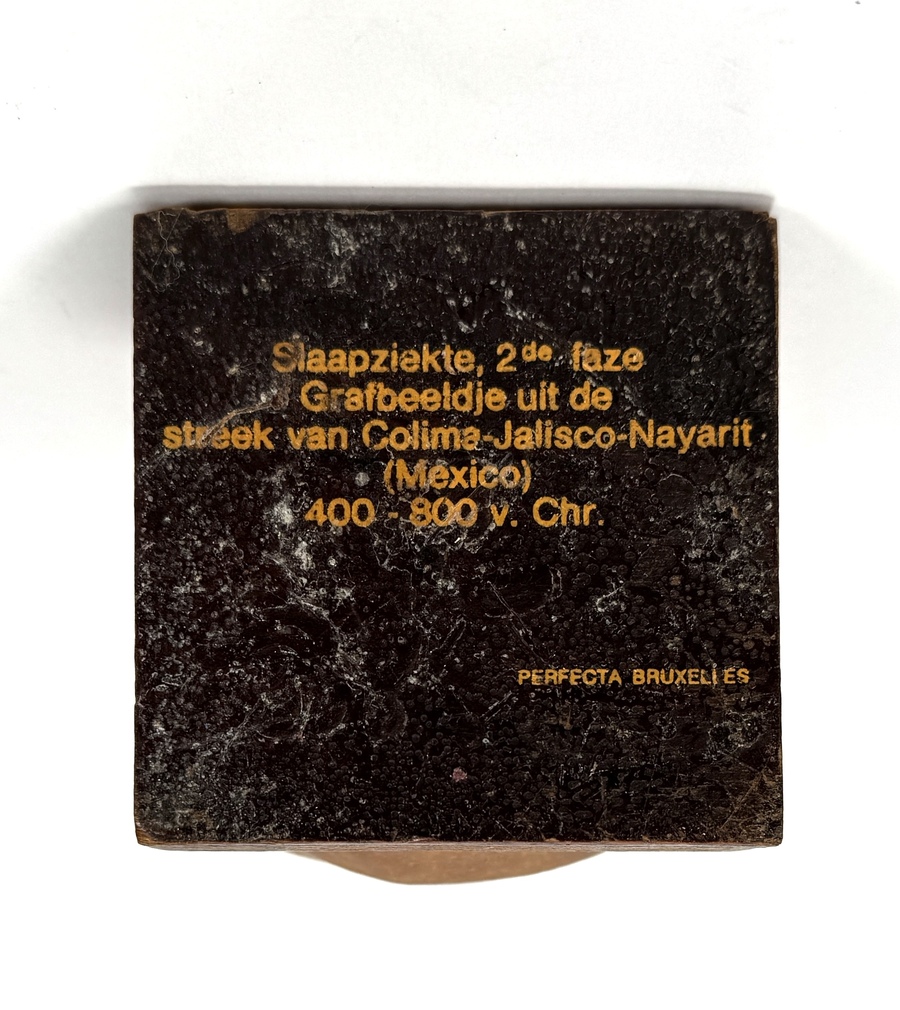 Slaapziekte, 2de faze
Grafbeeldje uit de
streek van Colima-Jalisco-Nayarit
(Mexico)
400 - 800 v. Chr.
PERFECTA BRUXELLES